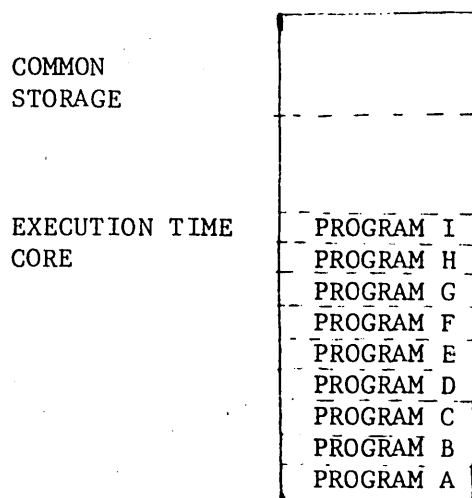 COMMON
STORAGE
EXECUTION TIME
CORE
PROGRAM I
PROGRAM H
PROGRAM G
PROGRAM F
PROGRAM E
PROGRAM D
PROGRAM C
PROGRAM B
PROGRAM A